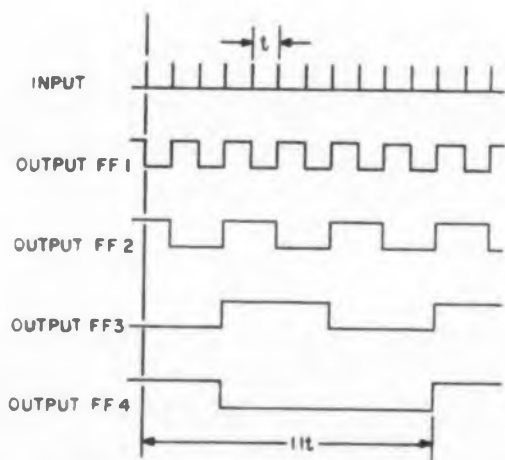 t
INPUT
OUTPUT FF 1
OUTPUT FF 2
OUTPUT FF3
OUTPUT FF 4
11t